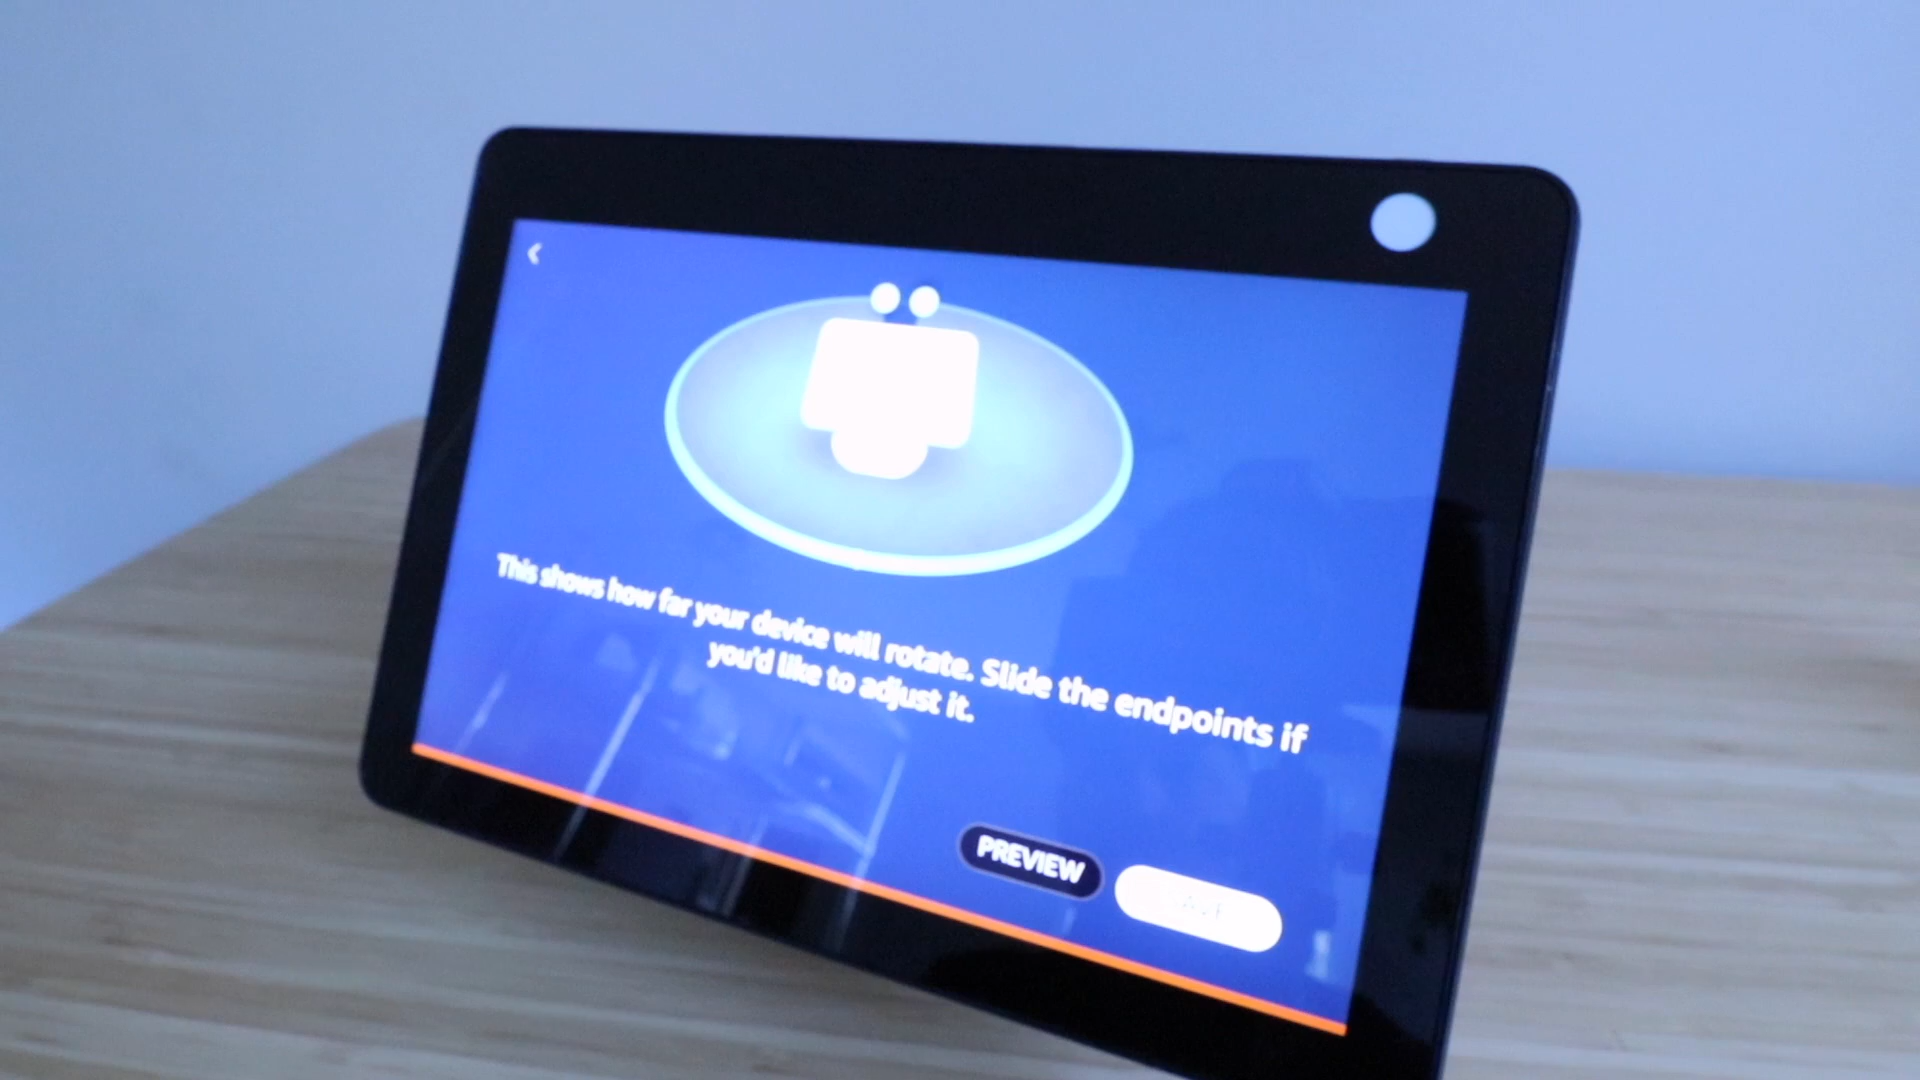 This shows how far your device will rotate. Slide the endpoints if
you'd like to adjust it.
PREVIEW